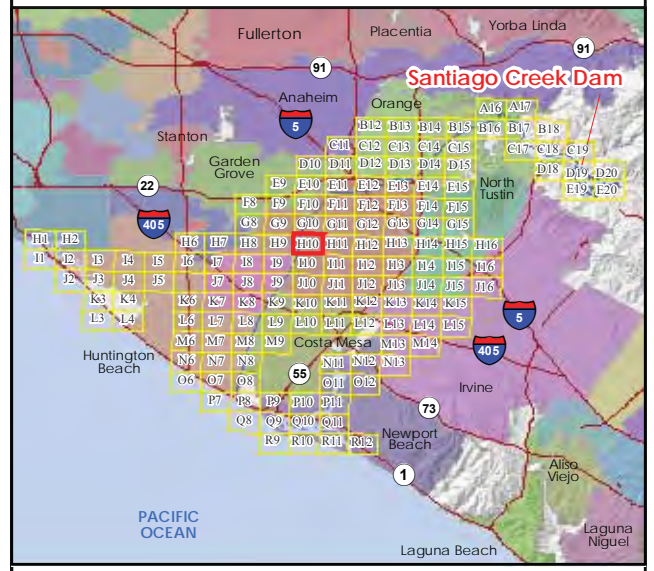 Fullerton
Placentia
Yorba Linda
91
91
Santiago Creek Dam
Anaheim
Orange
A16 A17
5
B12 B13 B14 B15 B16 B17 B18
Stanton
C11 C12 C13 C14 C15 C17 C18 C19
Garden
Grove
D10 D11 D12 D13 D14 D15 D18 D19 D20
22
E9 E10 E11 E12 E13 E14 E15 E19 E20
North
Tustin
405
F8 F9 F10 F11 F12 F13 F14 F15
G8 G9 G10 G11 G12 G13 G14 G15
H1 H2 H6 H7 H8 H9 H10 H11 H12 H13 H14 H15 H16
I1 I2 I3 I4 I5 I6 I7 I8 I9 I10 I11 I12 I13 I14 I15 I16
J2 J3 J4 J5 J7 J8 J9 J10 J11 J12 J13 J14 J15 J16
K3 K4 K6 K7 K8 K9 K10 K11 K12 K13 K14 K15
5
L3 L4 L6 L7 L8 L9 L10 L11 L12 L13 L14 L15
M6 M7 M8 M9 Costa Mesa M13 M14
405
Huntington
Beach
N6 N7 N8 N11 N12 N13
55
O6 O7 O8 O11 O12
Irvine
P7 P8 P9 P10 P11
73
Q8 Q9 Q10 Q11
Newport
Beach
R9 R10 R11 R12
1
Aliso
Viejo
PACIFIC
OCEAN
Laguna
Niguel
Laguna Beach